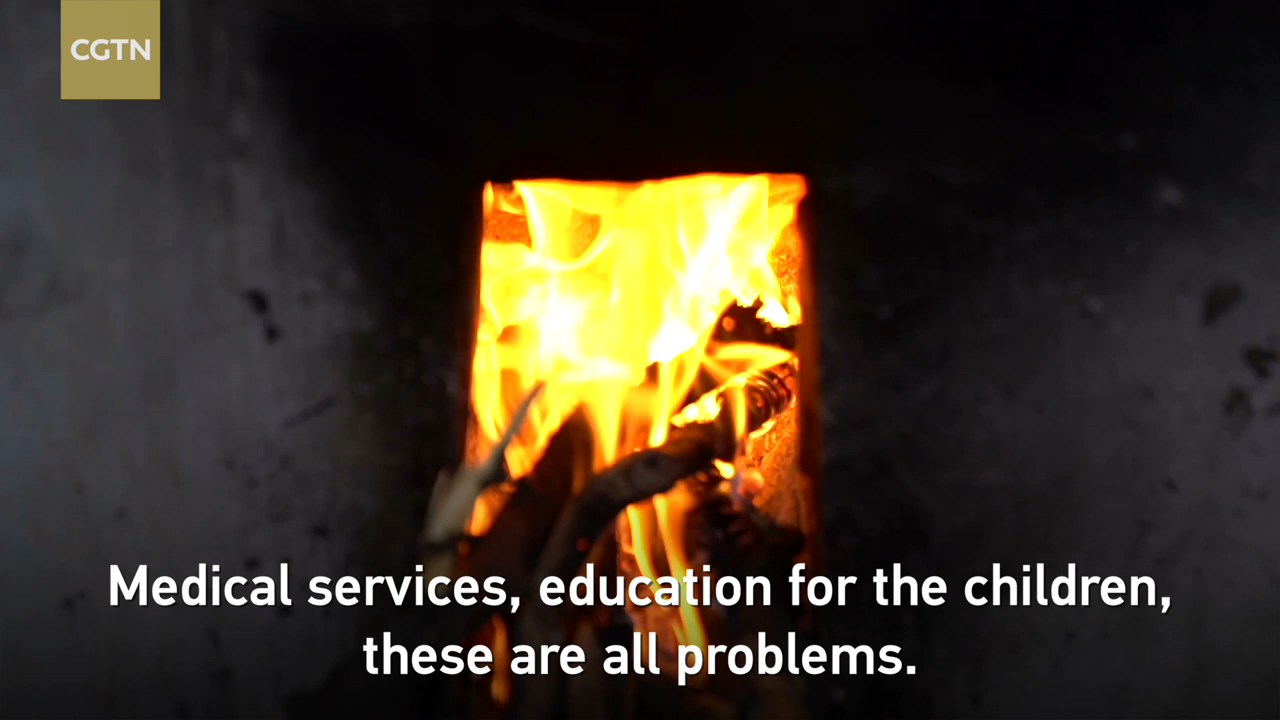 CGTN
Medical services, education for the children,
these are all problems.